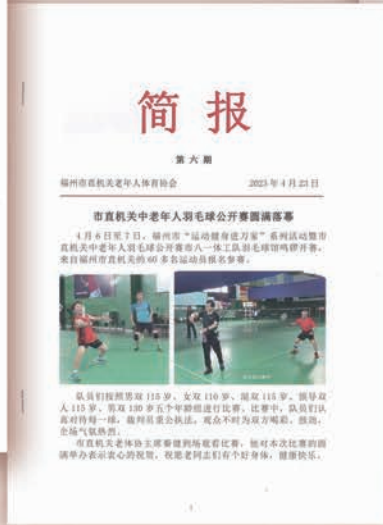 简报
第六期
福州市直机关老年人体育协会 2023年4月23日
市直机关中老年人羽毛球公开赛圆满落幕
4月6日至7日，福州市“运动健身进万家”系列活动暨市
直机关中老年人羽毛球公开赛市八一体工队羽毛球馆鸣锣开赛，
来自福州市直机关的60多名运动员报名参赛。
队员们按照男双115岁、女双110岁、混双115岁、领导双
人115岁、男双130岁五个年龄组进行比赛。比赛中，队员们认
真对待每一球，裁判员秉公执法，观众不时为双方喝彩、鼓劲，
全场气氛热烈。
市直机关老体协主席蔡健到场观看比赛，他对本次比赛的圆
满举办表示衷心的祝贺，祝愿老同志们有个好身体，健康快乐，
1